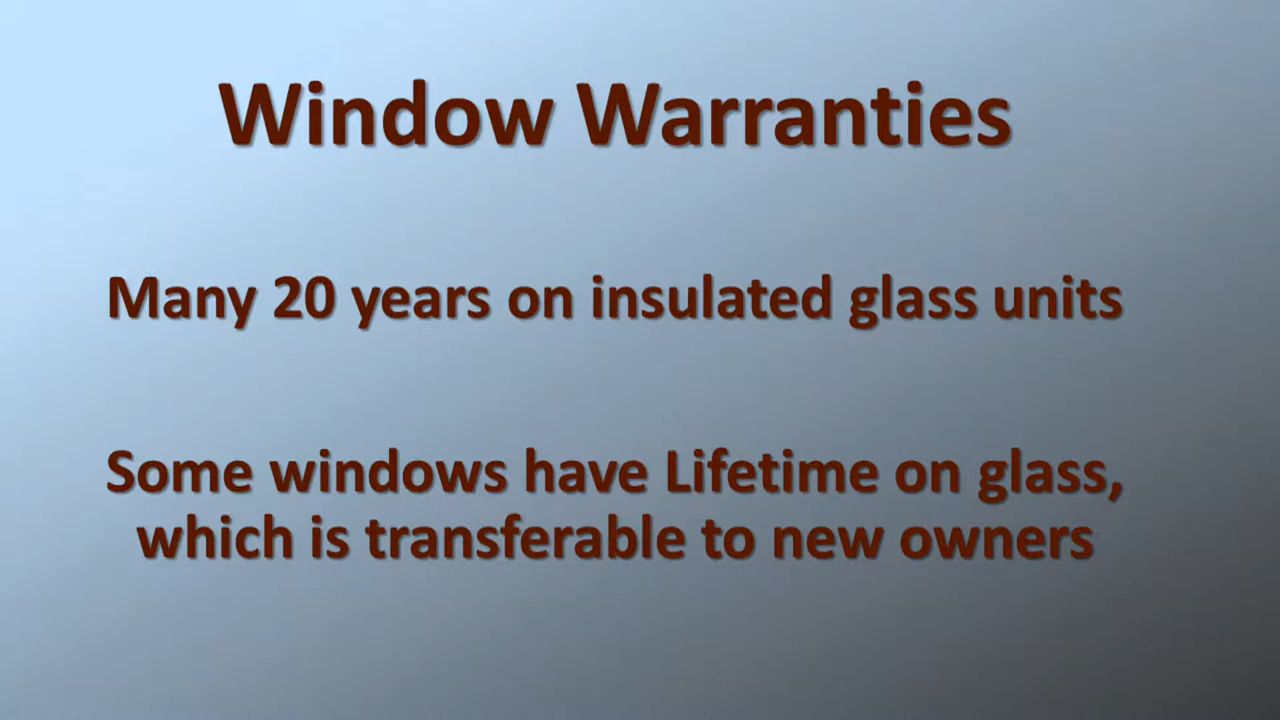 Window Warranties
Many 20 years on insulated glass units
Some windows have Lifetime on glass,
which is transferable to new owners